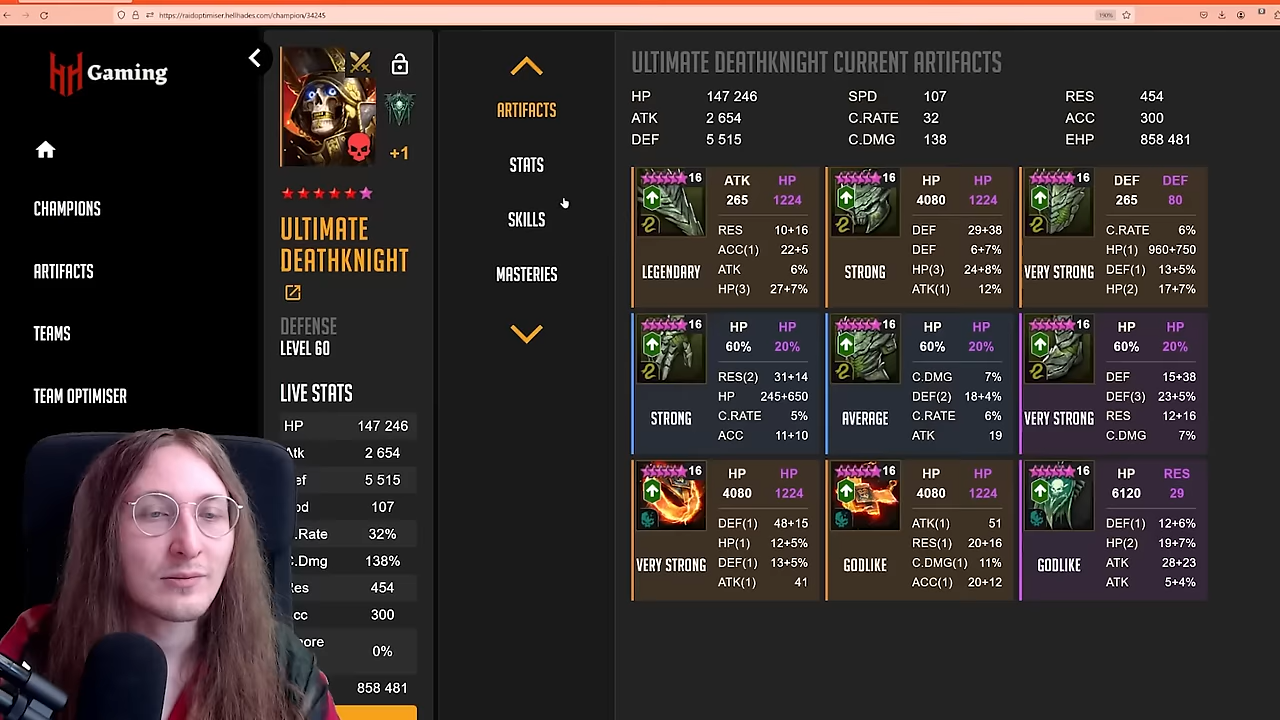 https://raidoptimiser.hellhades.com/champion/34245
190%
HH Gaming
CHAMPIONS
ARTIFACTS
TEAMS
TEAM OPTIMISER
+1
ULTIMATE
DEATHKNIGHT
DEFENSE
LEVEL 60
LIVE STATS
HP 147 246
Atk 2 654
ef 5 515
pd 107
.Rate 32%
C.Dmg 138%
es 454
cc 300
nore 0%
858 481
ARTIFACTS
STATS
SKILLS
MASTERIES
ULTIMATE DEATHKNIGHT CURRENT ARTIFACTS
HP 147 246 SPD 107 RES 454
ATK 2 654 C.RATE 32 ACC 300
DEF 5 515 C.DMG 138 EHP 858 481
16 ATK HP
265 1224
RES 10+16
ACC(1) 22+5
ATK 6%
HP(3) 27+7%
LEGENDARY
16 HP HP
4080 1224
DEF 29+38
DEF 6+7%
HP(3) 24+8%
ATK(1) 12%
STRONG
16 DEF DEF
265 80
C.RATE 6%
HP(1) 960+750
DEF(1) 13+5%
HP(2) 17+7%
VERY STRONG
16 HP HP
60% 20%
RES(2) 31+14
HP 245+650
C.RATE 5%
ACC 11+10
STRONG
16 HP HP
60% 20%
C.DMG 7%
DEF(2) 18+4%
C.RATE 6%
ATK 19
AVERAGE
16 HP HP
60% 20%
DEF 15+38
DEF(3) 23+5%
RES 12+16
C.DMG 7%
VERY STRONG
16 HP HP
4080 1224
DEF(1) 48+15
HP(1) 12+5%
DEF(1) 13+5%
ATK(1) 41
VERY STRONG
16 HP HP
4080 1224
ATK(1) 51
RES(1) 20+16
C.DMG(1) 11%
ACC(1) 20+12
GODLIKE
16 HP RES
6120 29
DEF(1) 12+6%
HP(2) 19+7%
ATK 28+23
ATK 5+4%
GODLIKE